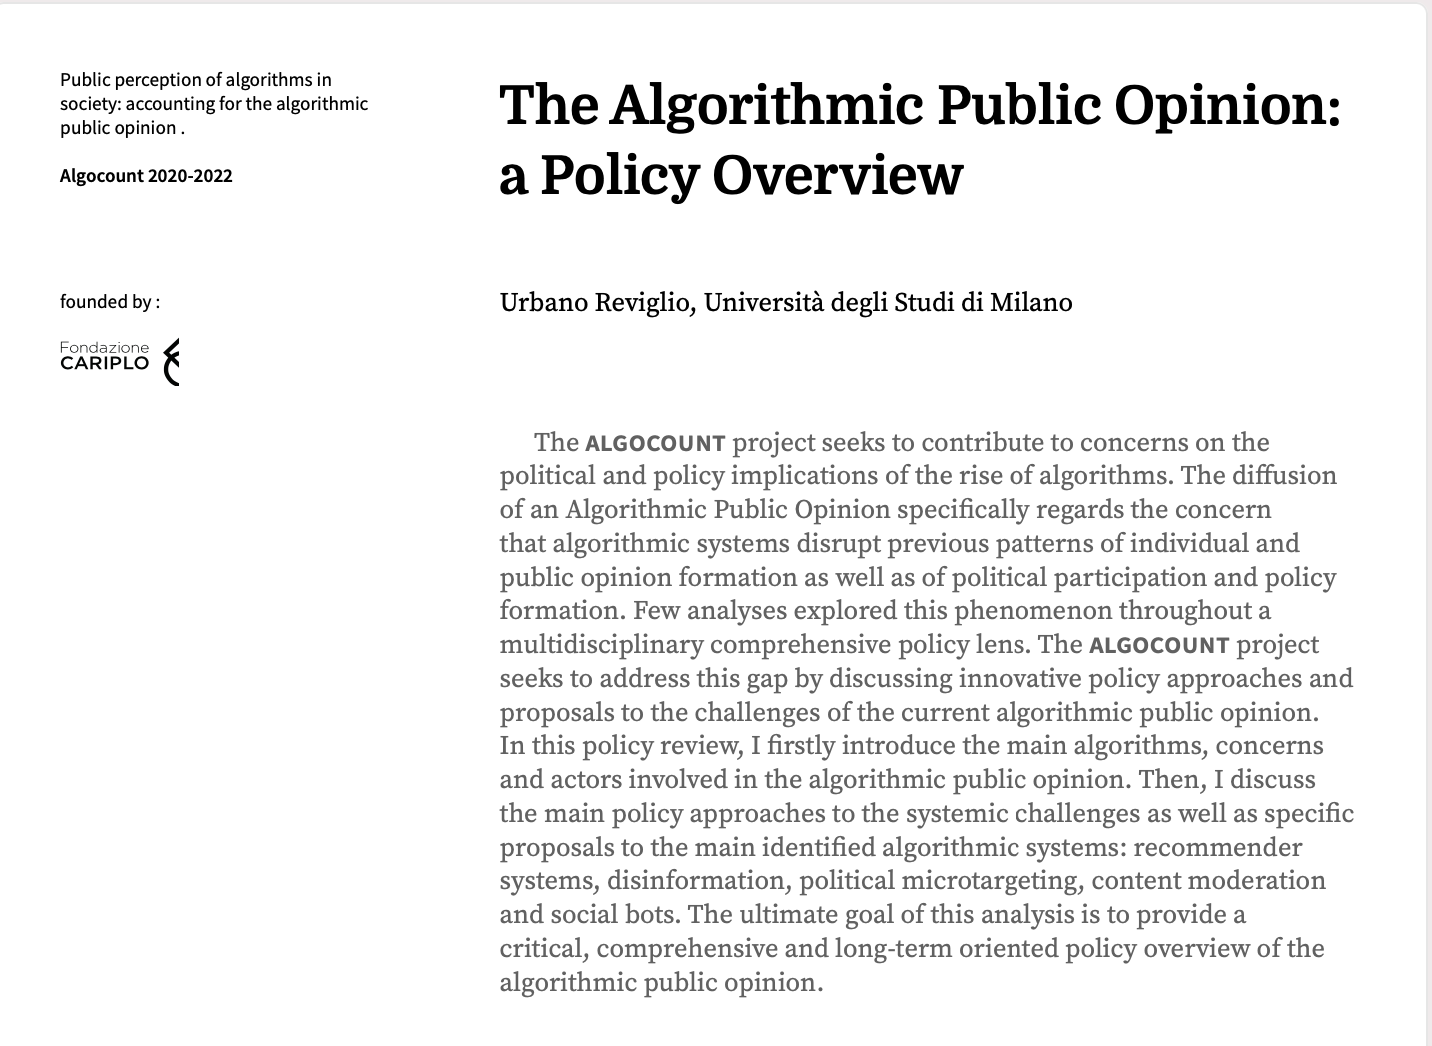 Public perception of algorithms in
society: accounting for the algorithmic
public opinion .
Algocount 2020-2022
founded by :
Fondazione
CARIPLO
The Algorithmic Public Opinion:
a Policy Overview
Urbano Reviglio, Università degli Studi di Milano
The ALGOCOUNT project seeks to contribute to concerns on the
political and policy implications of the rise of algorithms. The diffusion
of an Algorithmic Public Opinion specifically regards the concern
that algorithmic systems disrupt previous patterns of individual and
public opinion formation as well as of political participation and policy
formation. Few analyses explored this phenomenon throughout a
multidisciplinary comprehensive policy lens. The ALGOCOUNT project
seeks to address this gap by discussing innovative policy approaches and
proposals to the challenges of the current algorithmic public opinion.
In this policy review, I firstly introduce the main algorithms, concerns
and actors involved in the algorithmic public opinion. Then, I discuss
the main policy approaches to the systemic challenges as well as specific
proposals to the main identified algorithmic systems: recommender
systems, disinformation, political microtargeting, content moderation
and social bots. The ultimate goal of this analysis is to provide a
critical, comprehensive and long-term oriented policy overview of the
algorithmic public opinion.